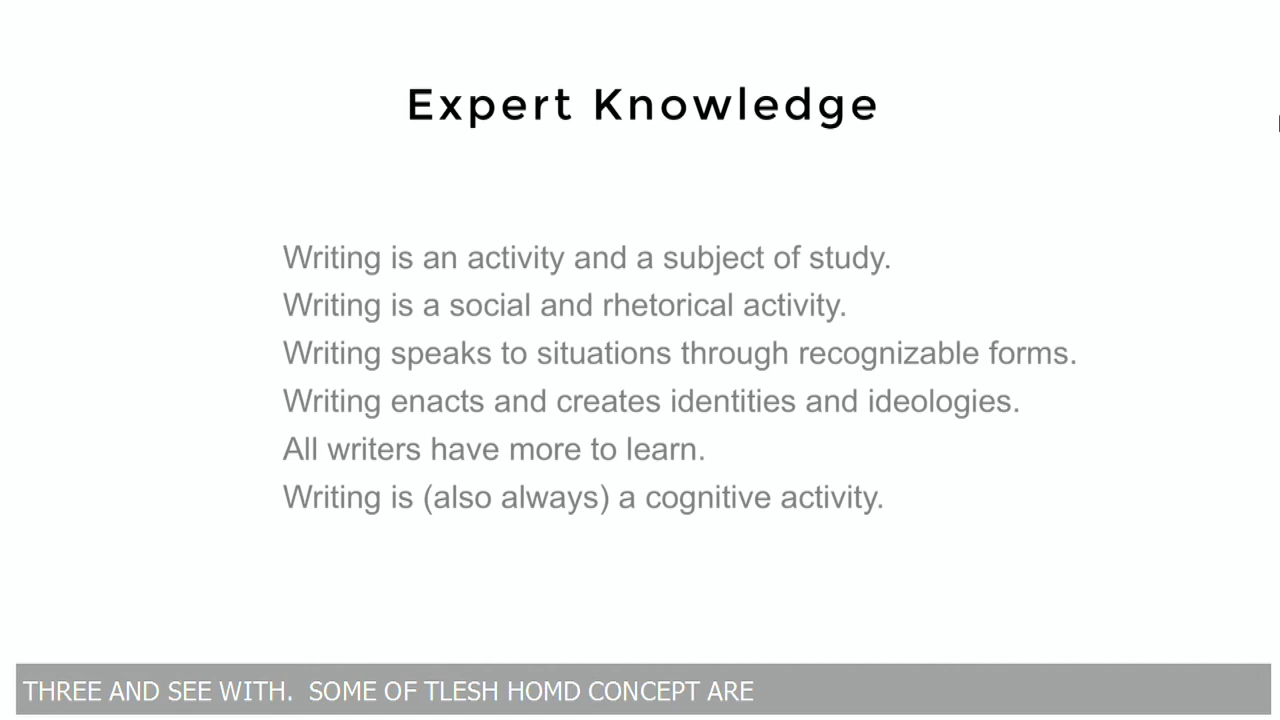 Expert Knowledge
Writing is an activity and a subject of study.
Writing is a social and rhetorical activity.
Writing speaks to situations through recognizable forms.
Writing enacts and creates identities and ideologies.
All writers have more to learn.
Writing is (also always) a cognitive activity.
THREE AND SEE WITH.  SOME OF TLESH HOMD CONCEPT ARE